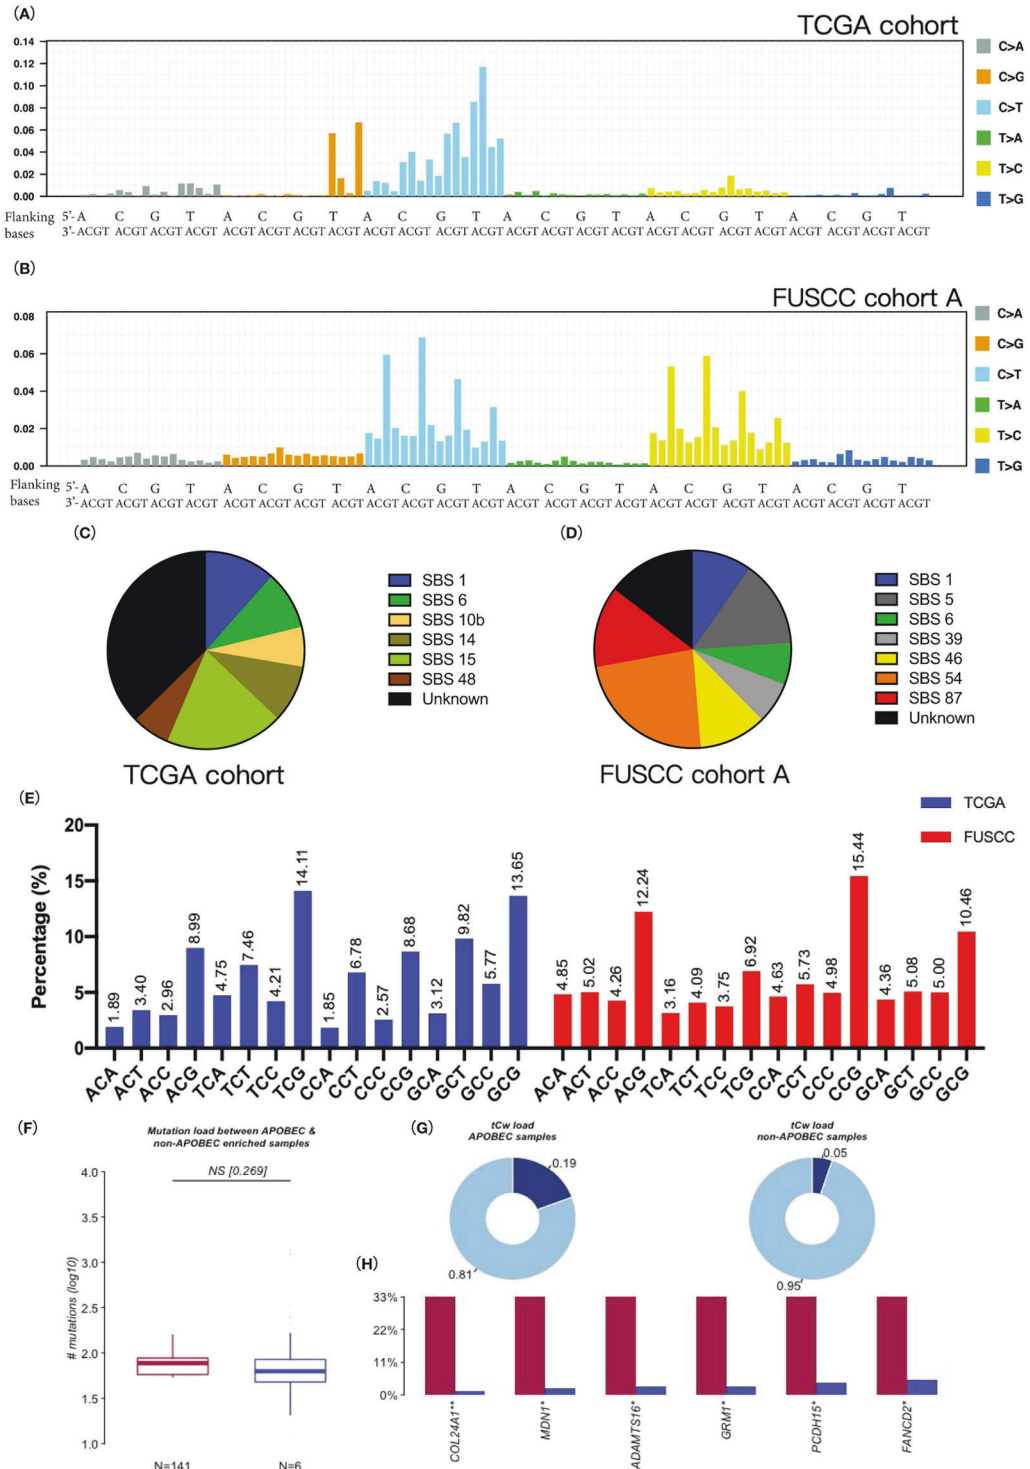 (A)
TCGA cohort
0.14
0.12
0.10
0.08
0.06
0.04
0.02
0.00
C>A
C>G
C>T
T>A
T>C
T>G
Flanking bases
5'- A C G T A C G T A C G T A C G T A C G T A C G T
3'- ACGT ACGT ACGT ACGT ACGT ACGT ACGT ACGT ACGT ACGT ACGT ACGT ACGT ACGT ACGT ACGT ACGT ACGT ACGT ACGT ACGT ACGT ACGT ACGT
(B)
FUSCC cohort A
0.08
0.06
0.04
0.02
0.00
C>A
C>G
C>T
T>A
T>C
T>G
Flanking bases
5'- A C G T A C G T A C G T A C G T A C G T A C G T
3'- ACGT ACGT ACGT ACGT ACGT ACGT ACGT ACGT ACGT ACGT ACGT ACGT ACGT ACGT ACGT ACGT ACGT ACGT ACGT ACGT ACGT ACGT ACGT ACGT
(C)
SBS 1
SBS 6
SBS 10b
SBS 14
SBS 15
SBS 48
Unknown
TCGA cohort
(D)
SBS 1
SBS 5
SBS 6
SBS 39
SBS 46
SBS 54
SBS 87
Unknown
FUSCC cohort A
(E)
TCGA
FUSCC
Percentage (%)
20
15
10
5
0
1.89 3.40 2.96 8.99 4.75 7.46 4.21 14.11 1.85 6.78 2.57 8.68 3.12 9.82 5.77 13.65
4.85 5.02 4.26 12.24 3.16 4.09 3.75 6.92 4.63 5.73 4.98 15.44 4.36 5.08 5.00 10.46
ACA ACT ACC ACG TCA TCT TCC TCG CCA CCT CCC CCG GCA GCT GCC GCG
ACA ACT ACC ACG TCA TCT TCC TCG CCA CCT CCC CCG GCA GCT GCC GCG
(F)
Mutation load between APOBEC &
non-APOBEC enriched samples
NS [0.269]
# mutations (log10)
4.0
3.5
3.0
2.5
2.0
1.5
1.0
N=141 N=6
(G)
tCw load
APOBEC samples
0.19
0.81
tCw load
non-APOBEC samples
0.05
0.95
(H)
33%
22%
11%
0%
COL24A1**
MDN1*
ADAMTS16*
GRM1*
PCDH15*
FANCD2*